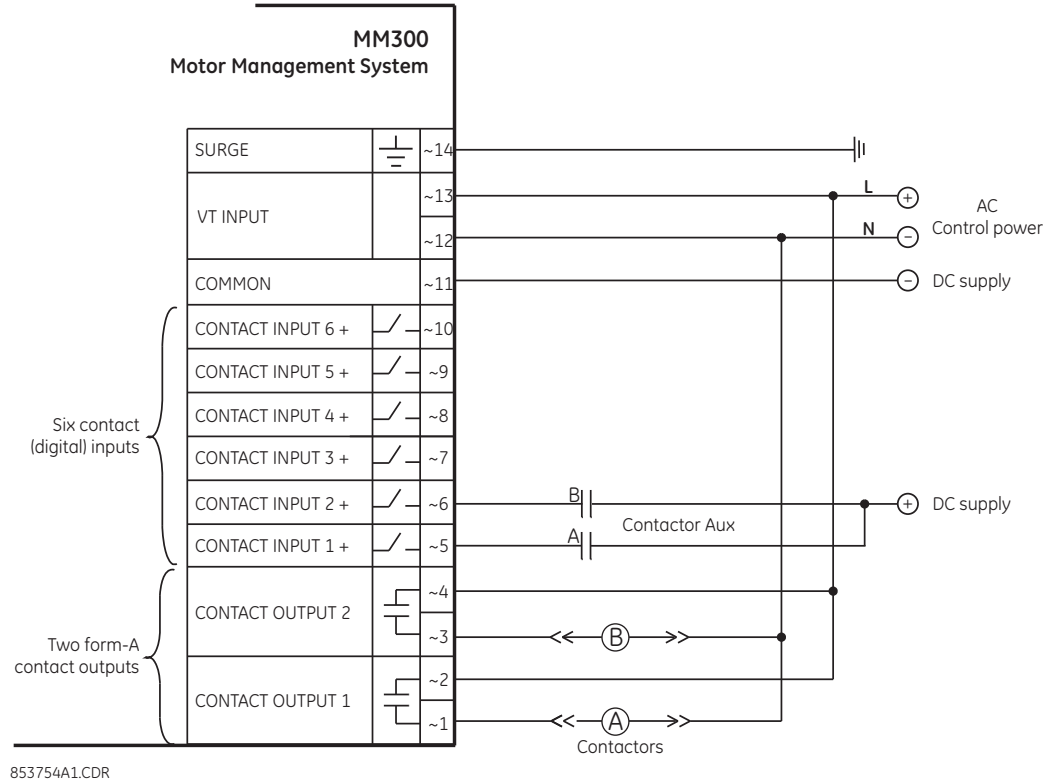 MM300
Motor Management System
SURGE
~14
VT INPUT
~13
~12
L
N
+
−
AC
Control power
COMMON
~11
−
DC supply
CONTACT INPUT 6 +
~10
CONTACT INPUT 5 +
~9
CONTACT INPUT 4 +
~8
CONTACT INPUT 3 +
~7
CONTACT INPUT 2 +
~6
B
+
DC supply
CONTACT INPUT 1 +
~5
A
Contactor Aux
Six contact
(digital) inputs
CONTACT OUTPUT 2
~4
~3
B
CONTACT OUTPUT 1
~2
~1
A
Contactors
Two form-A
contact outputs
853754A1.CDR